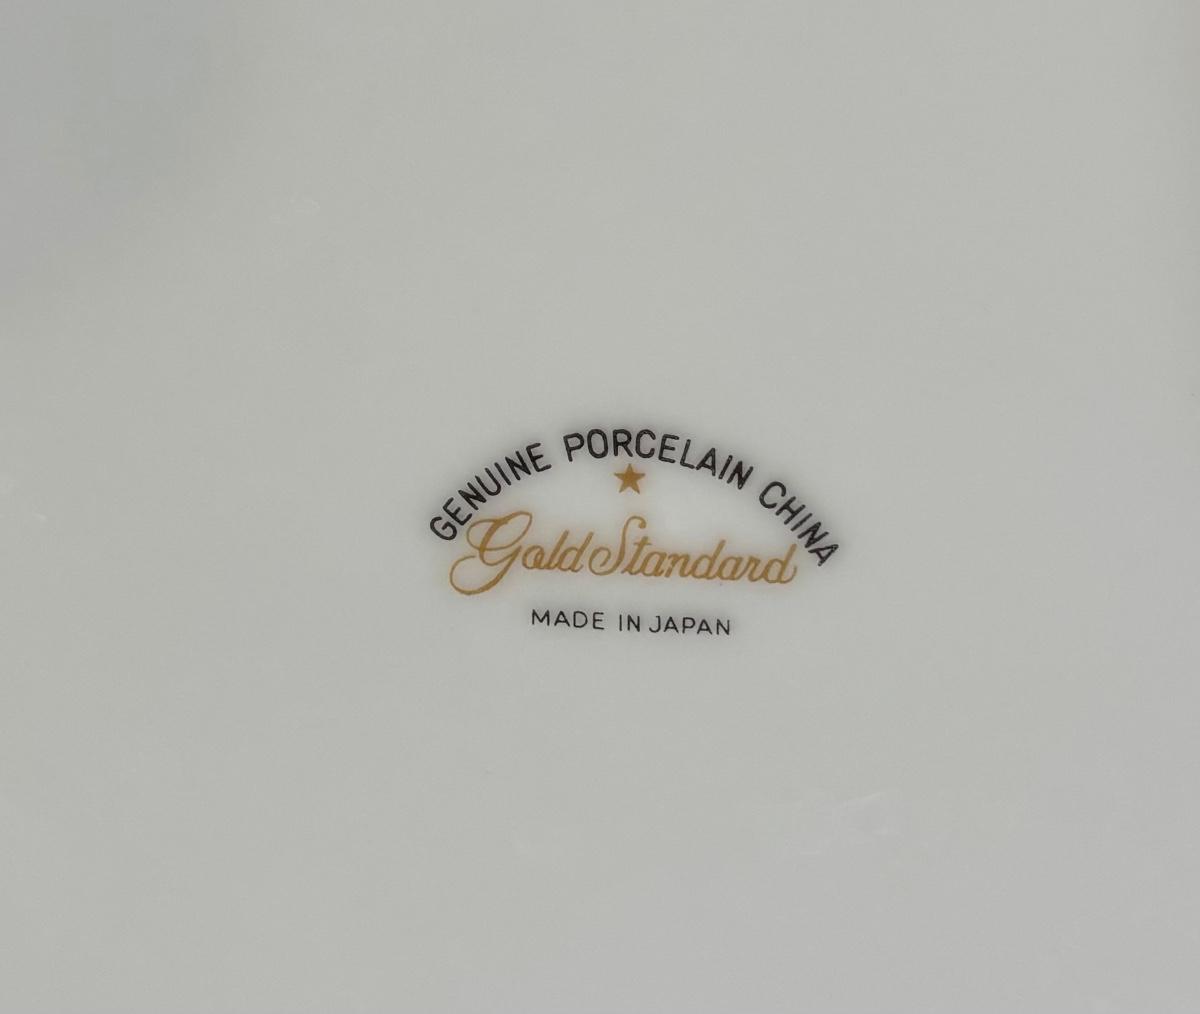 GENUINE PORCELAIN CHINA
Gold Standard
MADE IN JAPAN